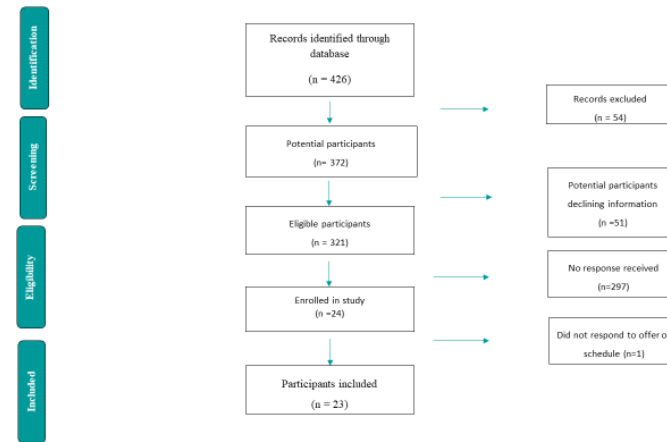 Identification
Records identified through
database
(n = 426)
Records excluded
(n = 54)
Screening
Potential participants
(n= 372)
Potential participants
declining information
(n =51)
Eligible participants
(n = 321)
Eligibility
No response received
(n=297)
Enrolled in study
(n =24)
Did not respond to offer o
schedule (n=1)
Included
Participants included
(n = 23)